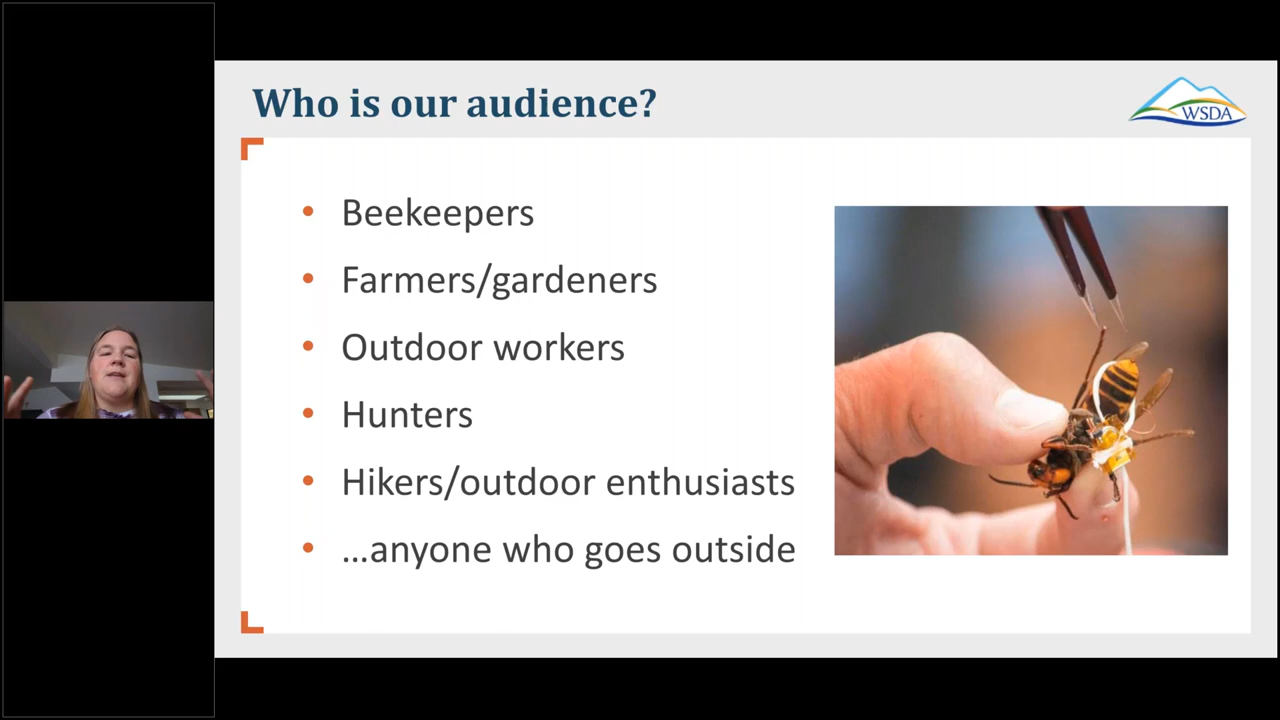 Who is our audience?
WSDA
• Beekeepers
• Farmers/gardeners
• Outdoor workers
• Hunters
• Hikers/outdoor enthusiasts
• ...anyone who goes outside